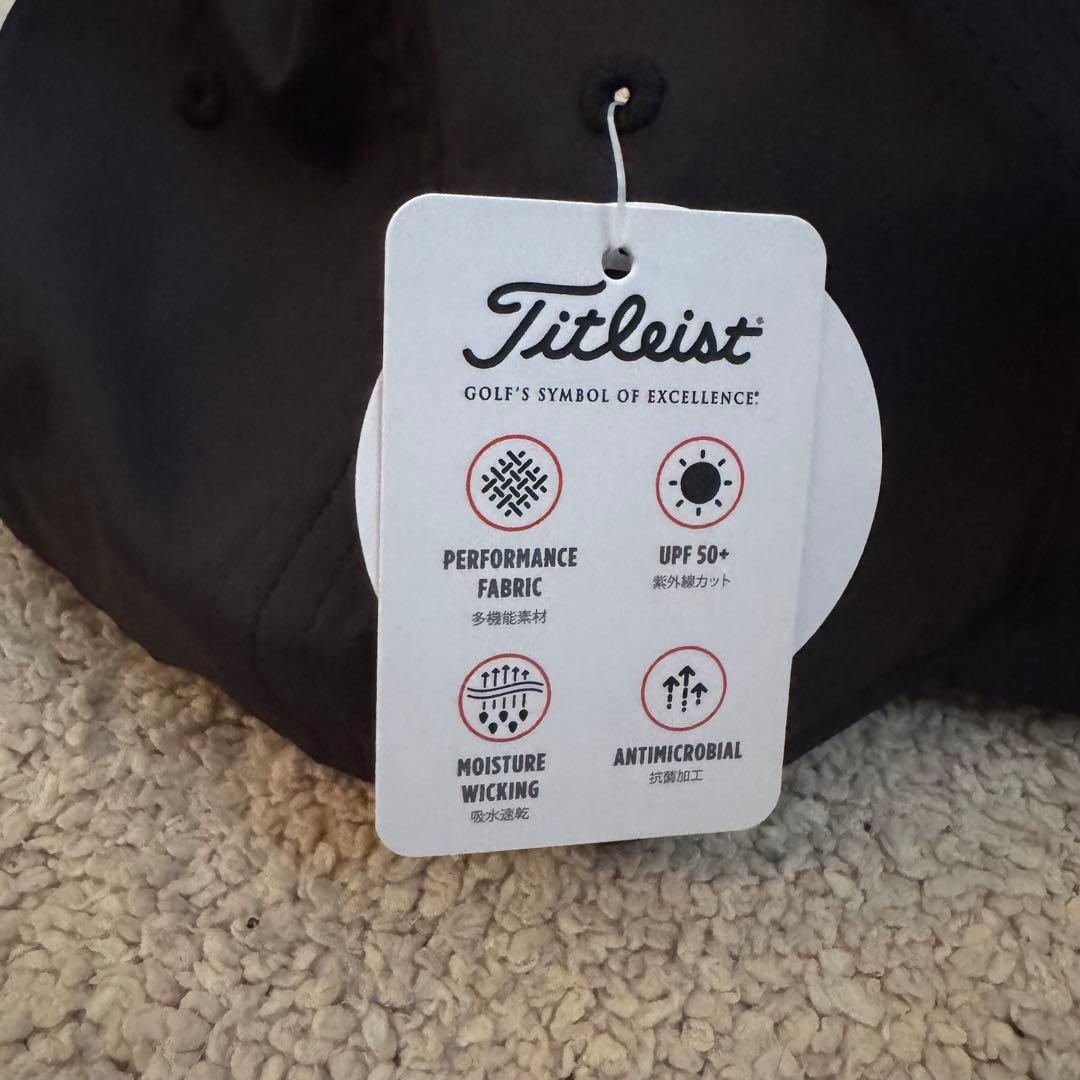 Titleist®
GOLF'S SYMBOL OF EXCELLENCE®
PERFORMANCE
FABRIC
多機能素材
UPF 50+
紫外線カット
MOISTURE
WICKING
吸水速乾
ANTIMICROBIAL
抗菌加工